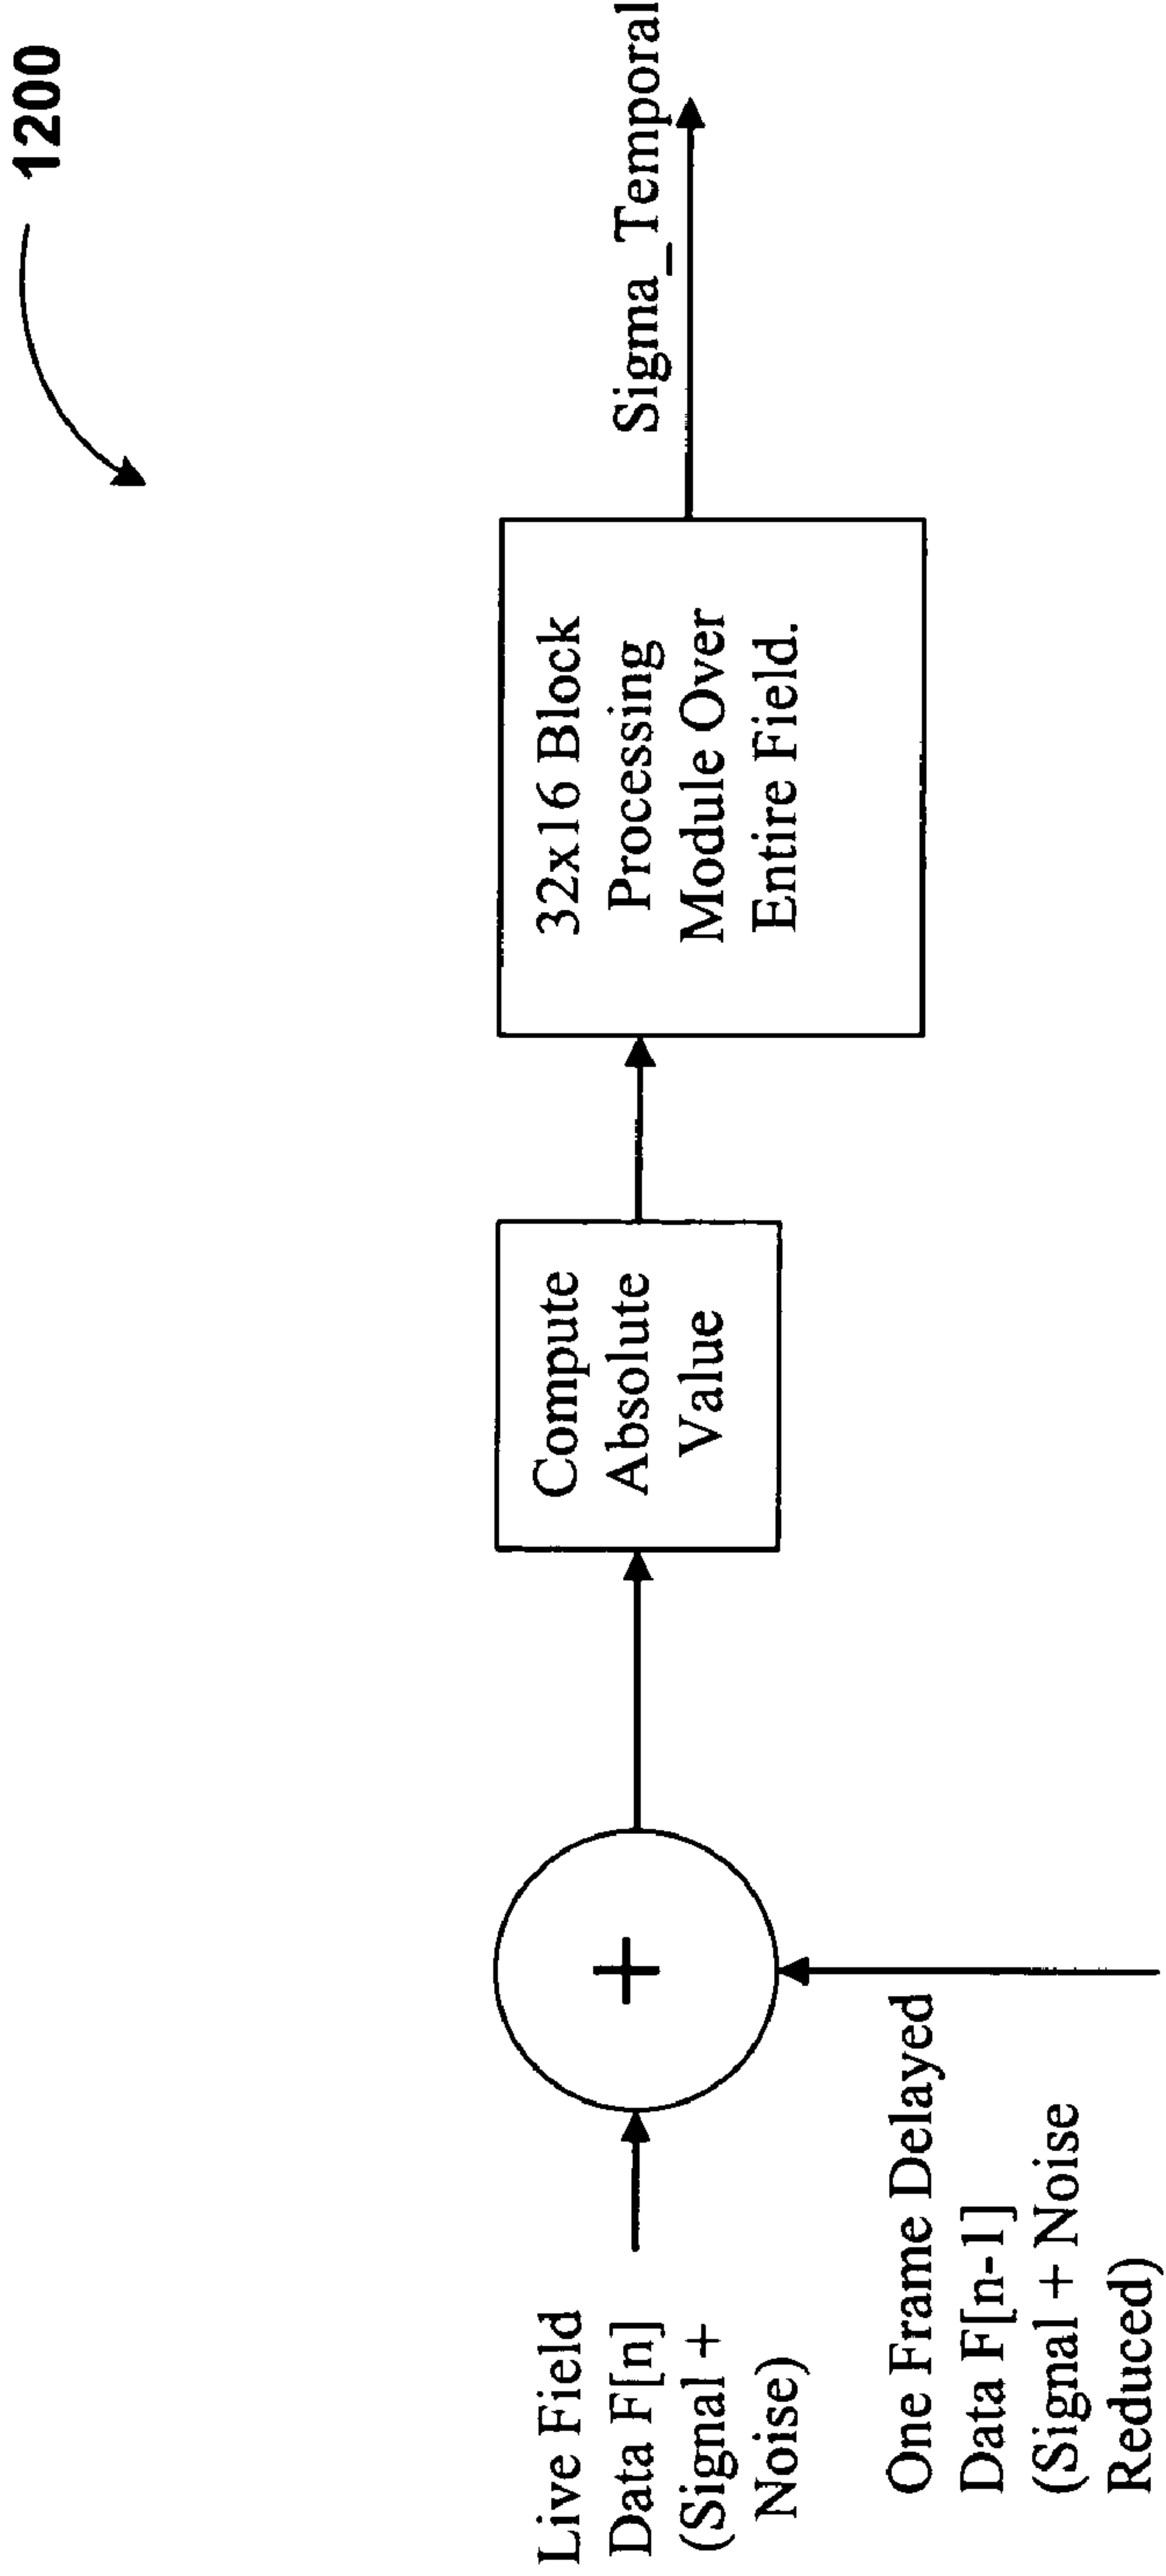 1200
Live Field
Data F[n]
(Signal +
Noise)
One Frame Delayed
Data F[n-1]
(Signal + Noise
Reduced)
+
Compute
Absolute
Value
32x16 Block
Processing
Module Over
Entire Field.
Sigma_Temporal